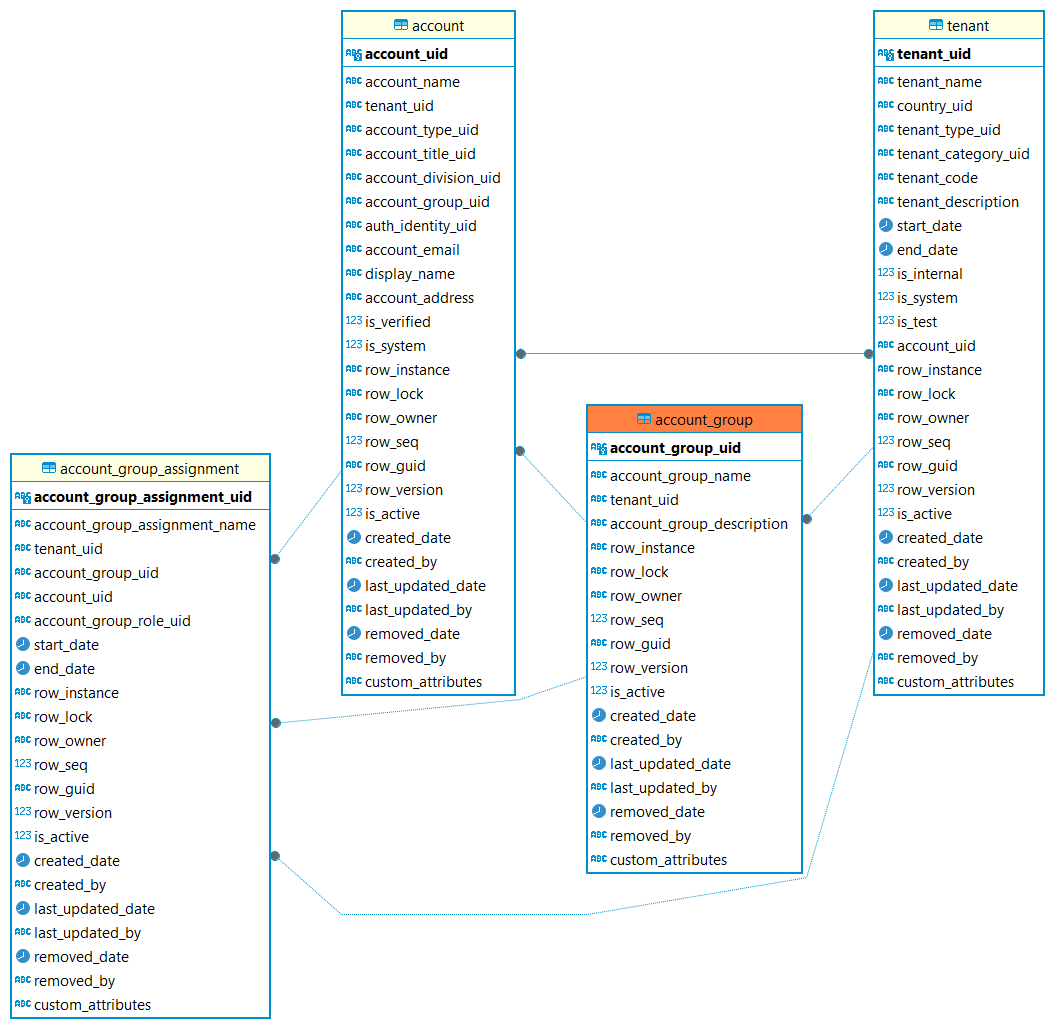 account
account_uid
account_name
tenant_uid
account_type_uid
account_title_uid
account_division_uid
account_group_uid
auth_identity_uid
account_email
display_name
account_address
is_verified
is_system
row_instance
row_lock
row_owner
row_seq
row_guid
row_version
is_active
created_date
created_by
last_updated_date
last_updated_by
removed_date
removed_by
custom_attributes
tenant
tenant_uid
tenant_name
country_uid
tenant_type_uid
tenant_category_uid
tenant_code
tenant_description
start_date
end_date
is_internal
is_system
is_test
account_uid
row_instance
row_lock
row_owner
row_seq
row_guid
row_version
is_active
created_date
created_by
last_updated_date
last_updated_by
removed_date
removed_by
custom_attributes
account_group
account_group_uid
account_group_name
tenant_uid
account_group_description
row_instance
row_lock
row_owner
row_seq
row_guid
row_version
is_active
created_date
created_by
last_updated_date
last_updated_by
removed_date
removed_by
custom_attributes
account_group_assignment
account_group_assignment_uid
account_group_assignment_name
tenant_uid
account_group_uid
account_uid
account_group_role_uid
start_date
end_date
row_instance
row_lock
row_owner
row_seq
row_guid
row_version
is_active
created_date
created_by
last_updated_date
last_updated_by
removed_date
removed_by
custom_attributes